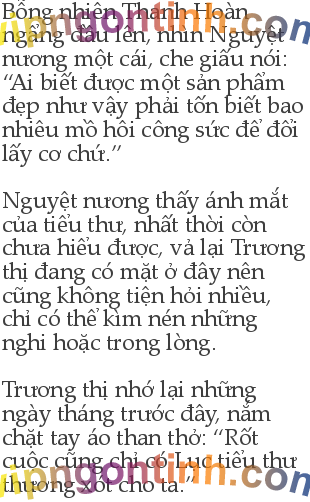 Bỗng nhiên Thanh Hoàn
ngẩng đầu lên, nhìn Nguyệt
nương một cái, che giấu nói:
“Ai biết được một sản phẩm
đẹp như vậy phải tốn biết bao
nhiêu mồ hôi công sức để đổi
lấy cơ chứ.”
Nguyệt nương thấy ánh mắt
của tiểu thư, nhất thời còn
chưa hiểu được, vả lại Trương
thị đang có mặt ở đây nên
cũng không tiện hỏi nhiều,
chỉ có thể kìm nén những
nghi hoặc trong lòng.
Trương thị nhớ lại những
ngày tháng trước đây, nắm
chặt tay áo than thở: “Rốt
cuộc cũng chỉ có Lục tiểu thư
thương xót cho ta.”